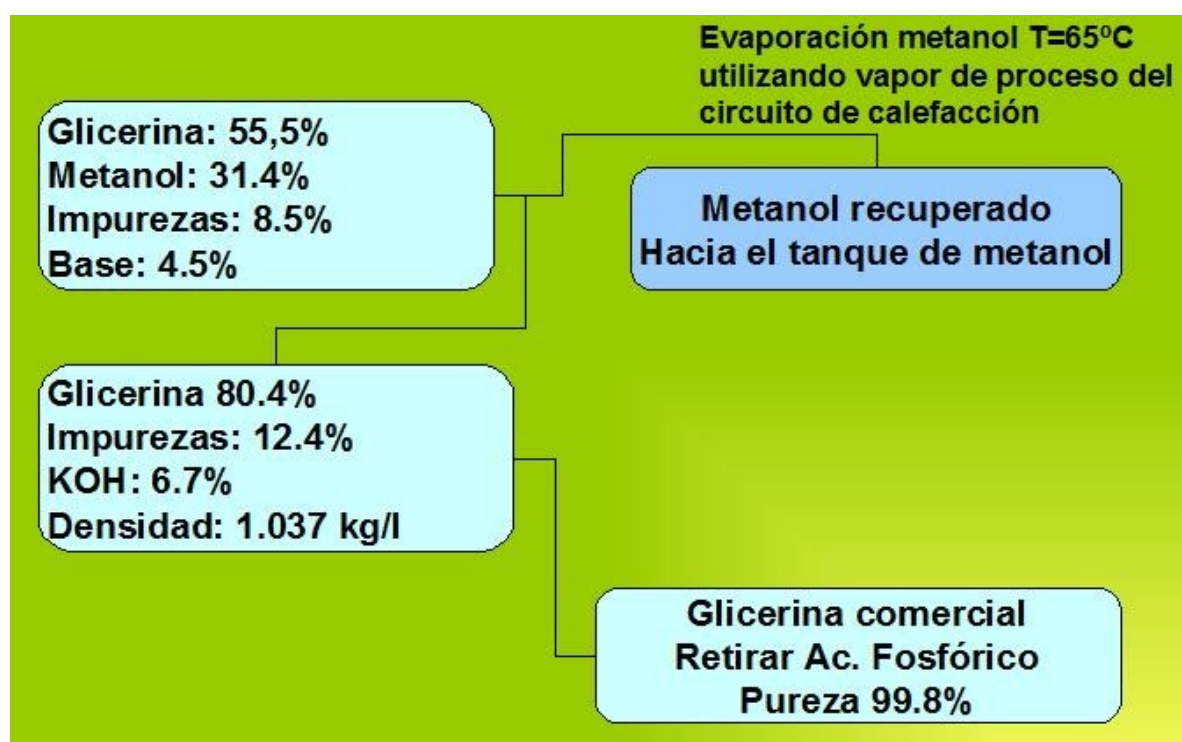 Evaporación metanol T=65ºC
utilizando vapor de proceso del
circuito de calefacción
Glicerina: 55,5%
Metanol: 31.4%
Impurezas: 8.5%
Base: 4.5%
Metanol recuperado
Hacia el tanque de metanol
Glicerina 80.4%
Impurezas: 12.4%
KOH: 6.7%
Densidad: 1.037 kg/l
Glicerina comercial
Retirar Ac. Fosfórico
Pureza 99.8%